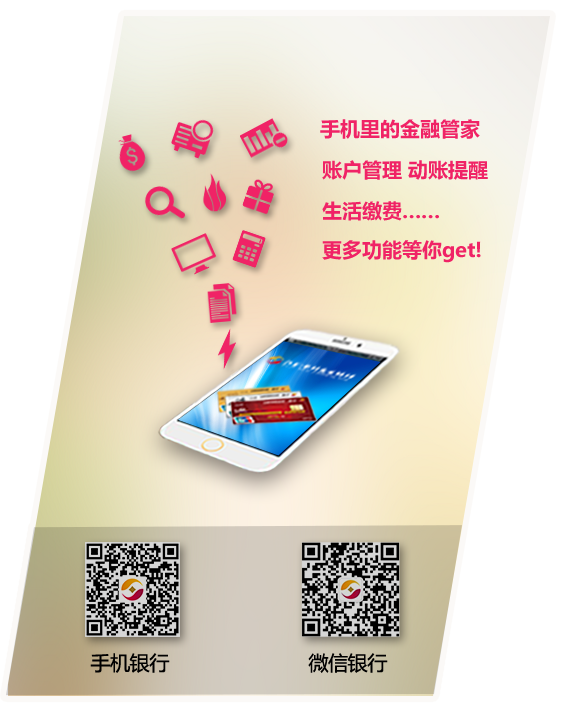 手机里的金融管家
账户管理 动账提醒
生活缴费……
更多功能等你get!
手机银行
微信银行